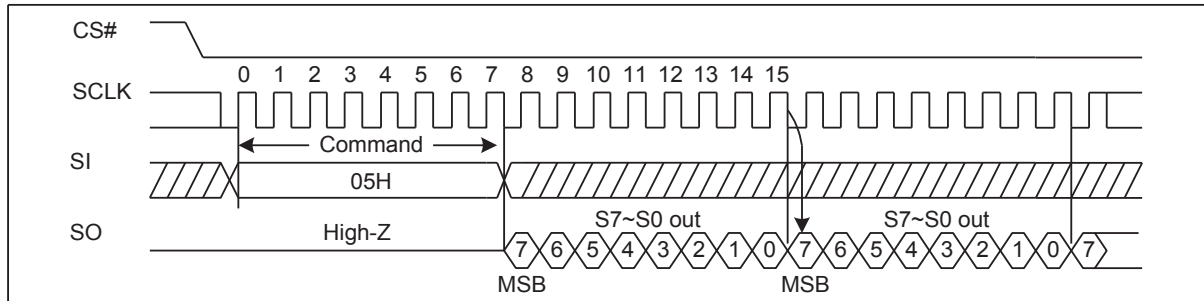 CS#
0 1 2 3 4 5 6 7 8 9 10 11 12 13 14 15
SCLK
Command
SI
05H
S7~S0 out S7~S0 out
SO High-Z
7 6 5 4 3 2 1 0 7 6 5 4 3 2 1 0 7
MSB MSB